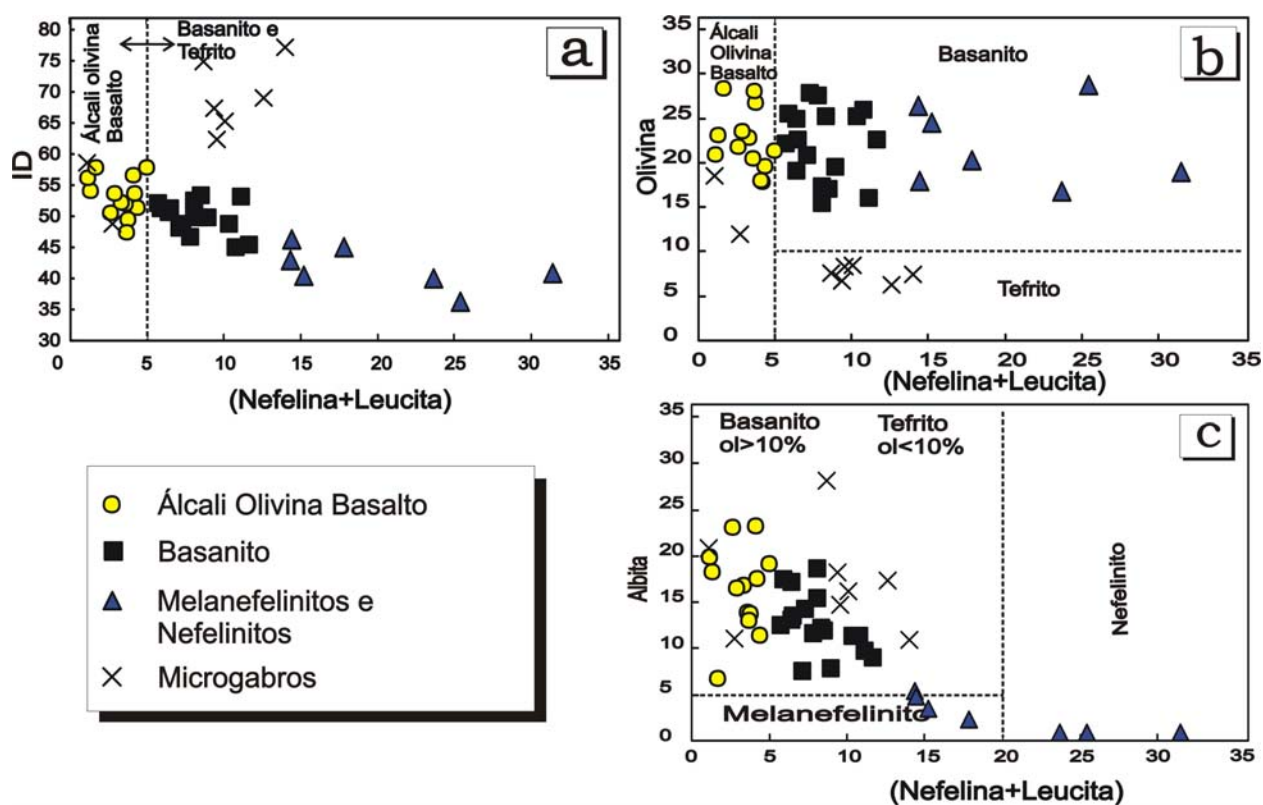 a
Álcali olivina
Basalto
Basanito e
Tefrito
80
75
70
65
60
55
50
45
40
35
30
ID
0
5
10
15
20
25
30
35
(Nefelina+Leucita)
b
Álcali
Olivina
Basalto
Basanito
Tefrito
35
30
25
20
15
10
5
0
Olivina
0
5
10
15
20
25
30
35
(Nefelina+Leucita)
Álcali Olivina Basalto
Basanito
Melanefelinitos e
Nefelinitos
Microgabros
c
Basanito
ol>10%
Tefrito
ol<10%
Nefelinito
Melanefelinito
35
30
25
20
15
10
5
0
Albita
0
5
10
15
20
25
30
35
(Nefelina+Leucita)